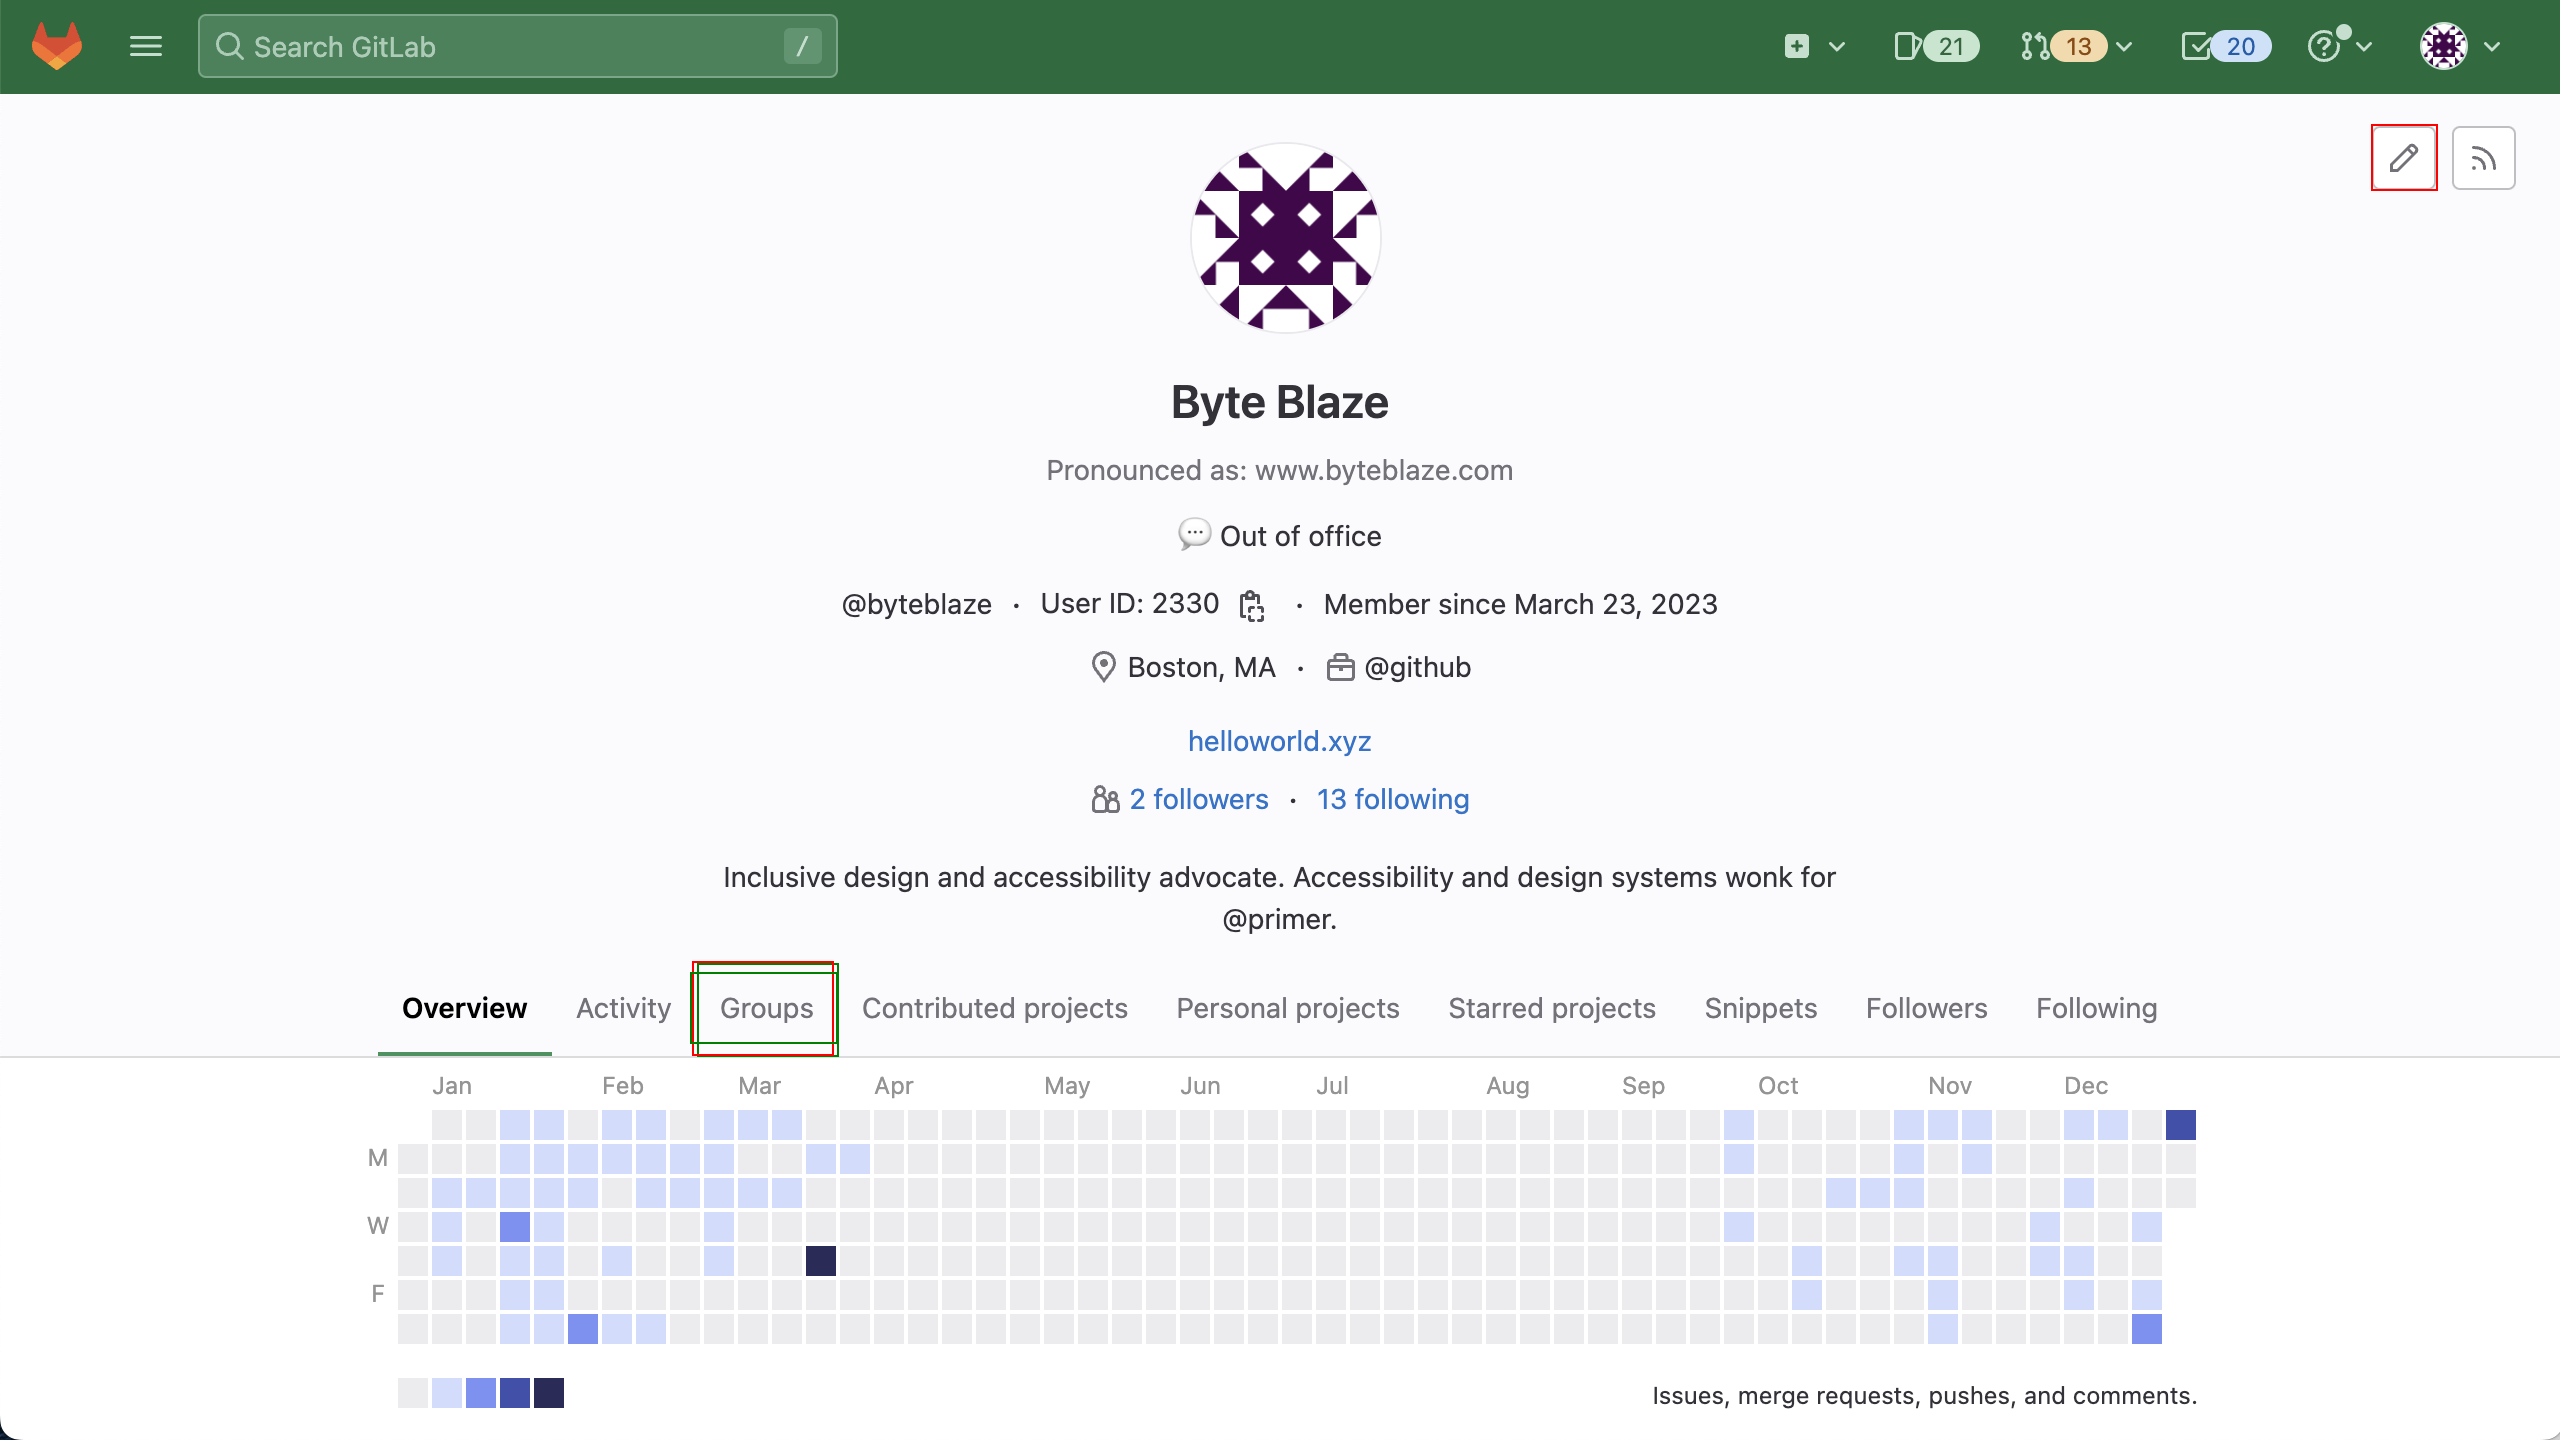 Search GitLab /
21
13
20
Byte Blaze
Pronounced as: www.byteblaze.com
Out of office
@byteblaze · User ID: 2330 · Member since March 23, 2023
Boston, MA · @github
helloworld.xyz
2 followers · 13 following
Inclusive design and accessibility advocate. Accessibility and design systems wonk for
@primer.
Overview Activity Groups Contributed projects Personal projects Starred projects Snippets Followers Following
Jan Feb Mar Apr May Jun Jul Aug Sep Oct Nov Dec
M
W
F
Issues, merge requests, pushes, and comments.